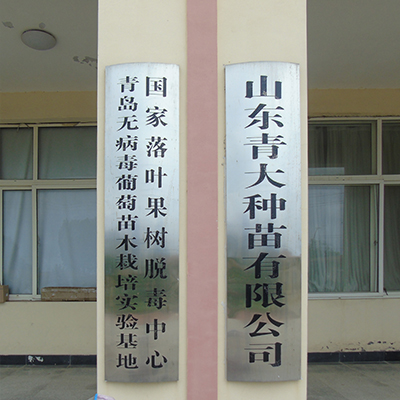 山东青大种苗有限公司
国家落叶果树脱毒中心
青岛无病毒葡萄苗木栽培实验基地